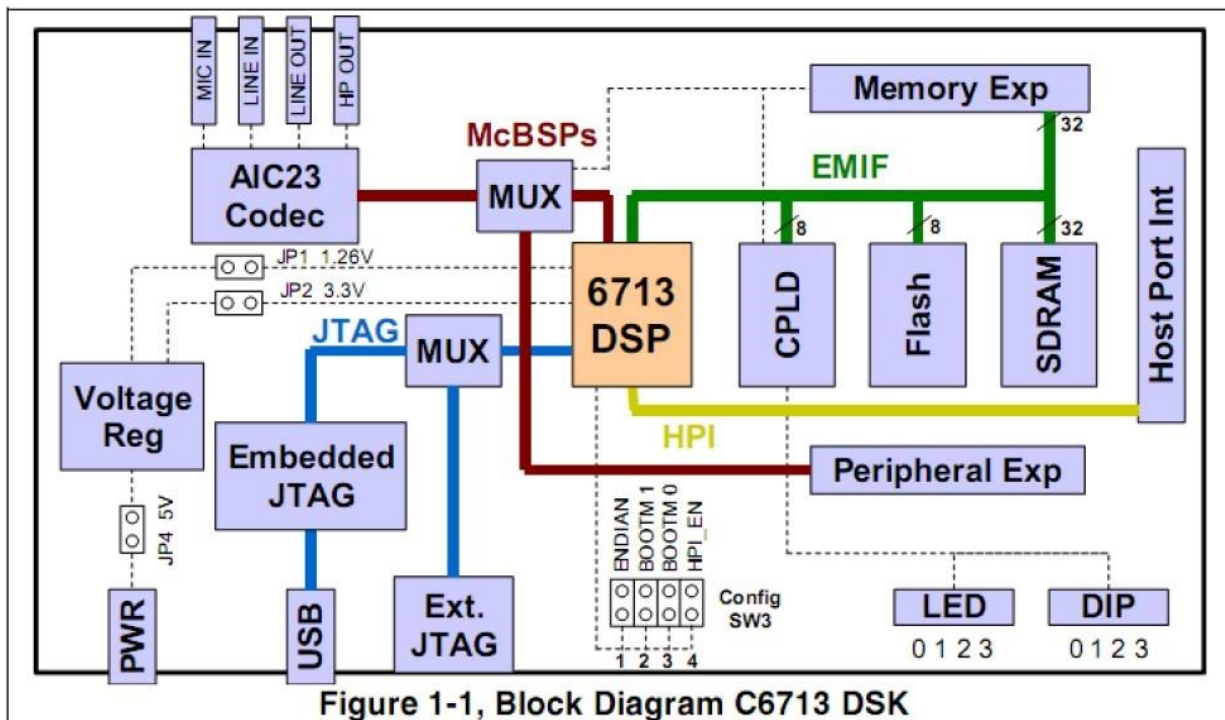 MIC IN
LINE IN
LINE OUT
HP OUT
AIC23
Codec
McBSPs
MUX
Memory Exp
32
EMIF
8
8
32
Host Port Int
JP1 1.26V
JP2 3.3V
6713
DSP
CPLD
Flash
SDRAM
JTAG
MUX
Voltage
Reg
HPI
Embedded
JTAG
Peripheral Exp
JP4 5V
ENDIAN
BOOTM 1
BOOTM 0
HPI_EN
Config
SW3
1 2 3 4
PWR
USB
Ext.
JTAG
LED
DIP
0 1 2 3
0 1 2 3
Figure 1-1, Block Diagram C6713 DSK